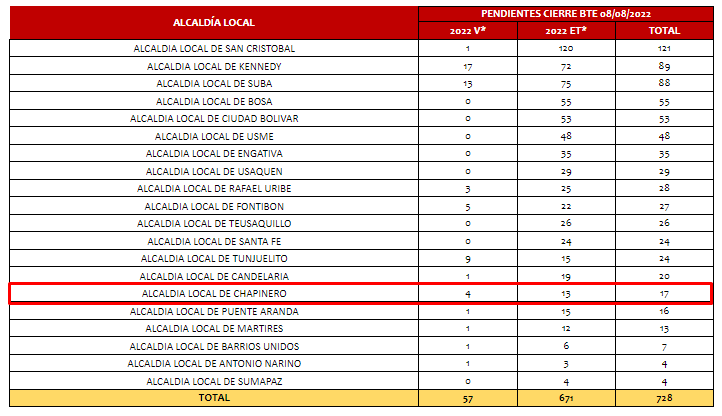 ALCALDÍA LOCAL PENDIENTES CIERRE BTE 08/08/2022
2022 V* 2022 ET* TOTAL
ALCALDIA LOCAL DE SAN CRISTOBAL 1 120 121
ALCALDIA LOCAL DE KENNEDY 17 72 89
ALCALDIA LOCAL DE SUBA 13 75 88
ALCALDIA LOCAL DE BOSA 0 55 55
ALCALDIA LOCAL DE CIUDAD BOLIVAR 0 53 53
ALCALDIA LOCAL DE USME 0 48 48
ALCALDIA LOCAL DE ENGATIVA 0 35 35
ALCALDIA LOCAL DE USAQUEN 0 29 29
ALCALDIA LOCAL DE RAFAEL URIBE 3 25 28
ALCALDIA LOCAL DE FONTIBON 5 22 27
ALCALDIA LOCAL DE TEUSAQUILLO 0 26 26
ALCALDIA LOCAL DE SANTA FE 0 24 24
ALCALDIA LOCAL DE TUNJUELITO 9 15 24
ALCALDIA LOCAL DE CANDELARIA 1 19 20
ALCALDIA LOCAL DE CHAPINERO 4 13 17
ALCALDIA LOCAL DE PUENTE ARANDA 1 15 16
ALCALDIA LOCAL DE MARTIRES 1 12 13
ALCALDIA LOCAL DE BARRIOS UNIDOS 1 6 7
ALCALDIA LOCAL DE ANTONIO NARINO 1 3 4
ALCALDIA LOCAL DE SUMAPAZ 0 4 4
TOTAL 57 671 728